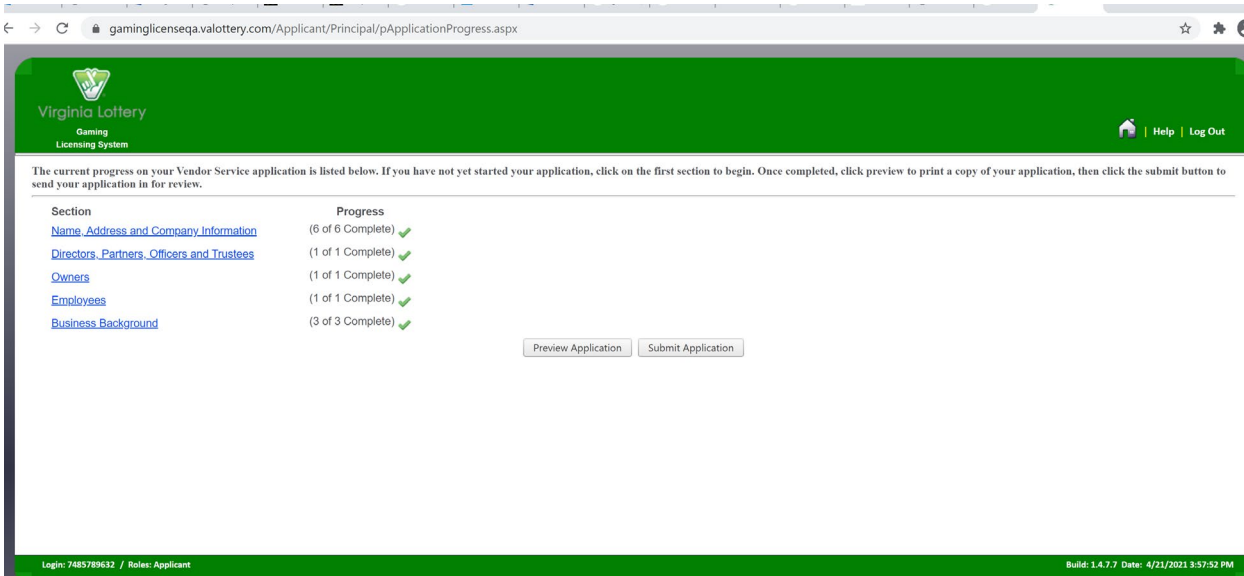 gaminglicenseqa.valottery.com/Applicant/Principal/pApplicationProgress.aspx
Virginia Lottery
Gaming
Licensing System
| Help | Log Out
The current progress on your Vendor Service application is listed below. If you have not yet started your application, click on the first section to begin. Once completed, click preview to print a copy of your application, then click the submit button to
send your application in for review.
Section Progress
Name, Address and Company Information (6 of 6 Complete)
Directors, Partners, Officers and Trustees (1 of 1 Complete)
Owners (1 of 1 Complete)
Employees (1 of 1 Complete)
Business Background (3 of 3 Complete)
Preview Application Submit Application
Login: 7485789632 / Roles: Applicant Build: 1.4.7.7 Date: 4/21/2021 3:57:52 PM